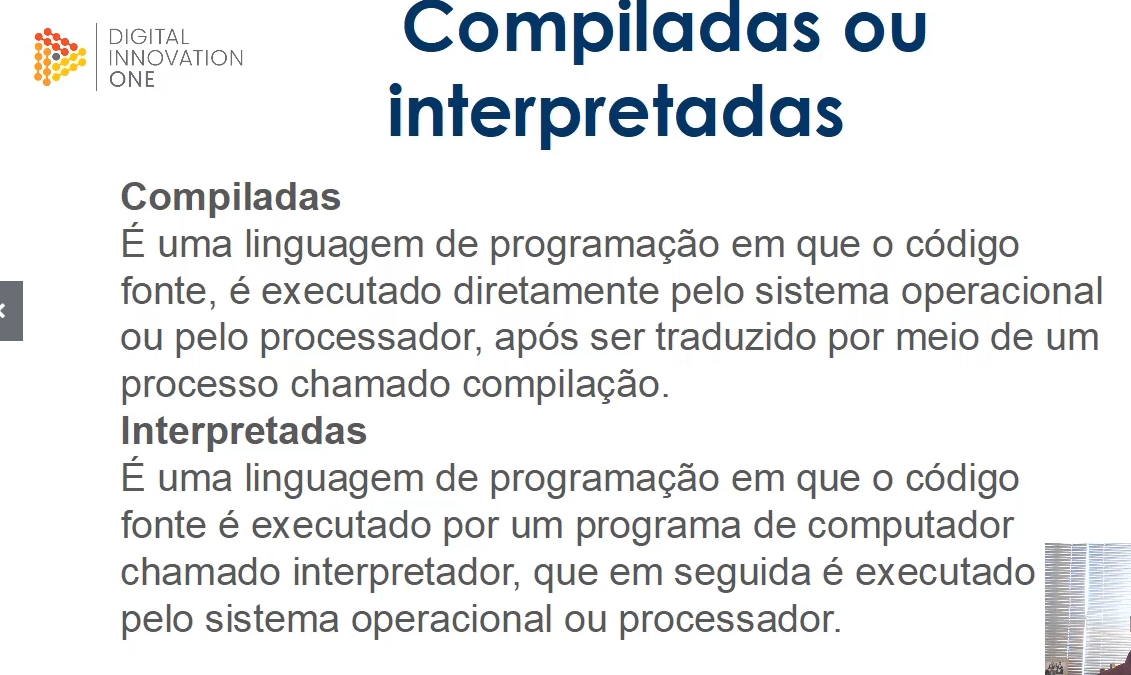 DIGITAL
INNOVATION
ONE
Compiladas ou
interpretadas
Compiladas
É uma linguagem de programação em que o código
fonte, é executado diretamente pelo sistema operacional
ou pelo processador, após ser traduzido por meio de um
processo chamado compilação.
Interpretadas
É uma linguagem de programação em que o código
fonte é executado por um programa de computador
chamado interpretador, que em seguida é executado
pelo sistema operacional ou processador.